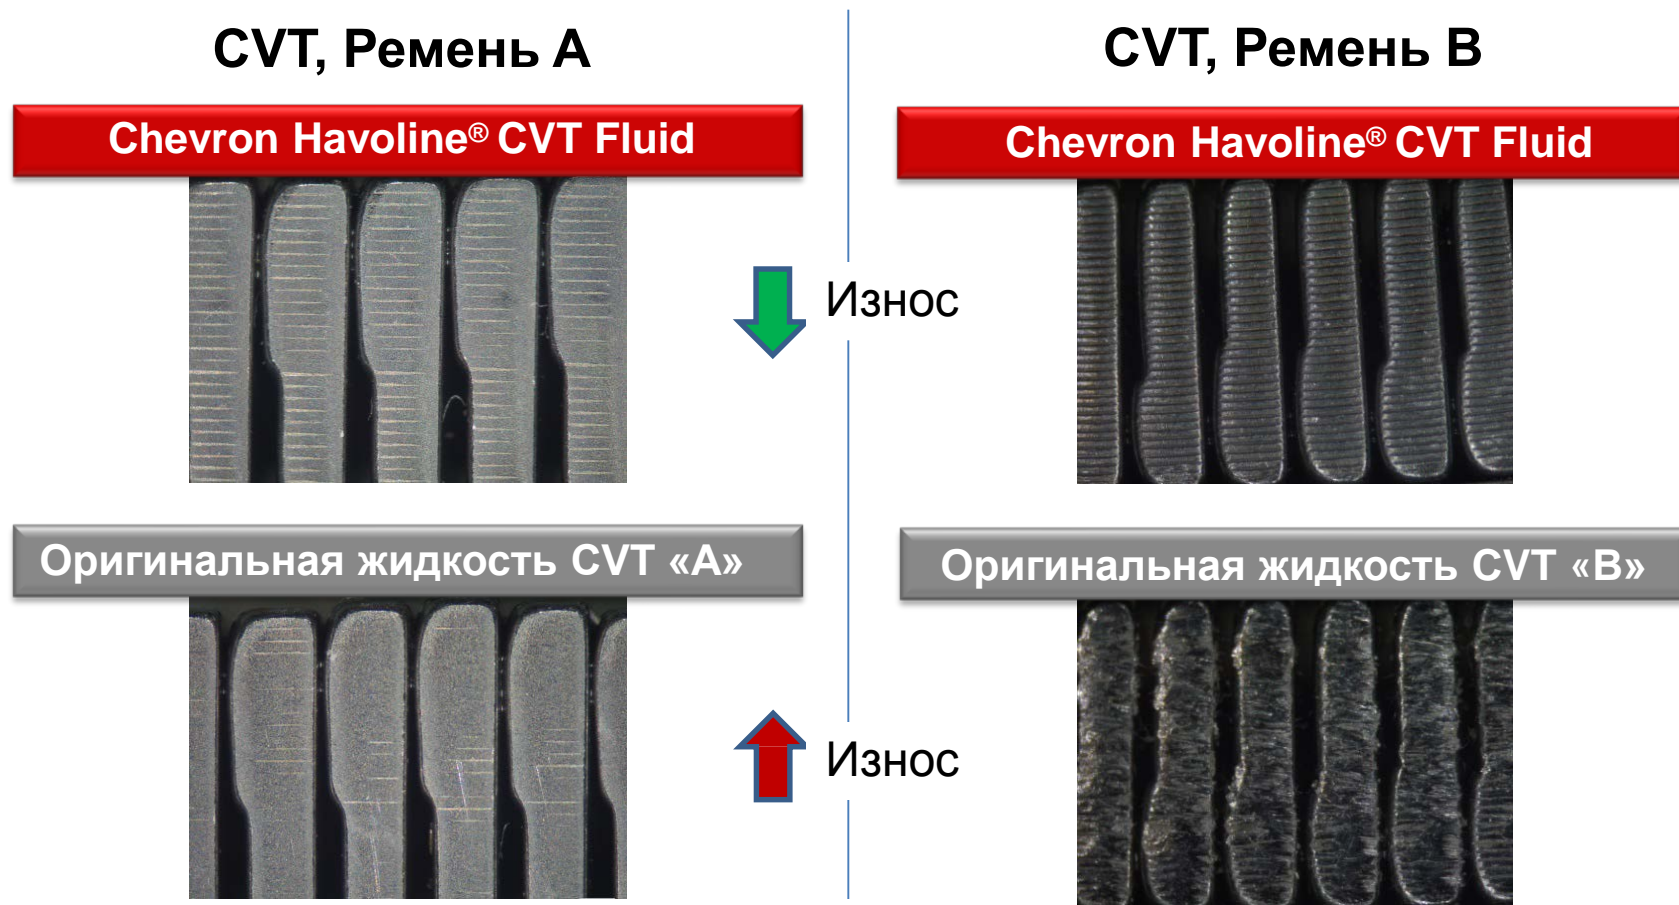 CVT, Ремень A
CVT, Ремень B
Chevron Havoline® CVT Fluid
Chevron Havoline® CVT Fluid
Износ
Оригинальная жидкость CVT «A»
Оригинальная жидкость CVT «B»
Износ